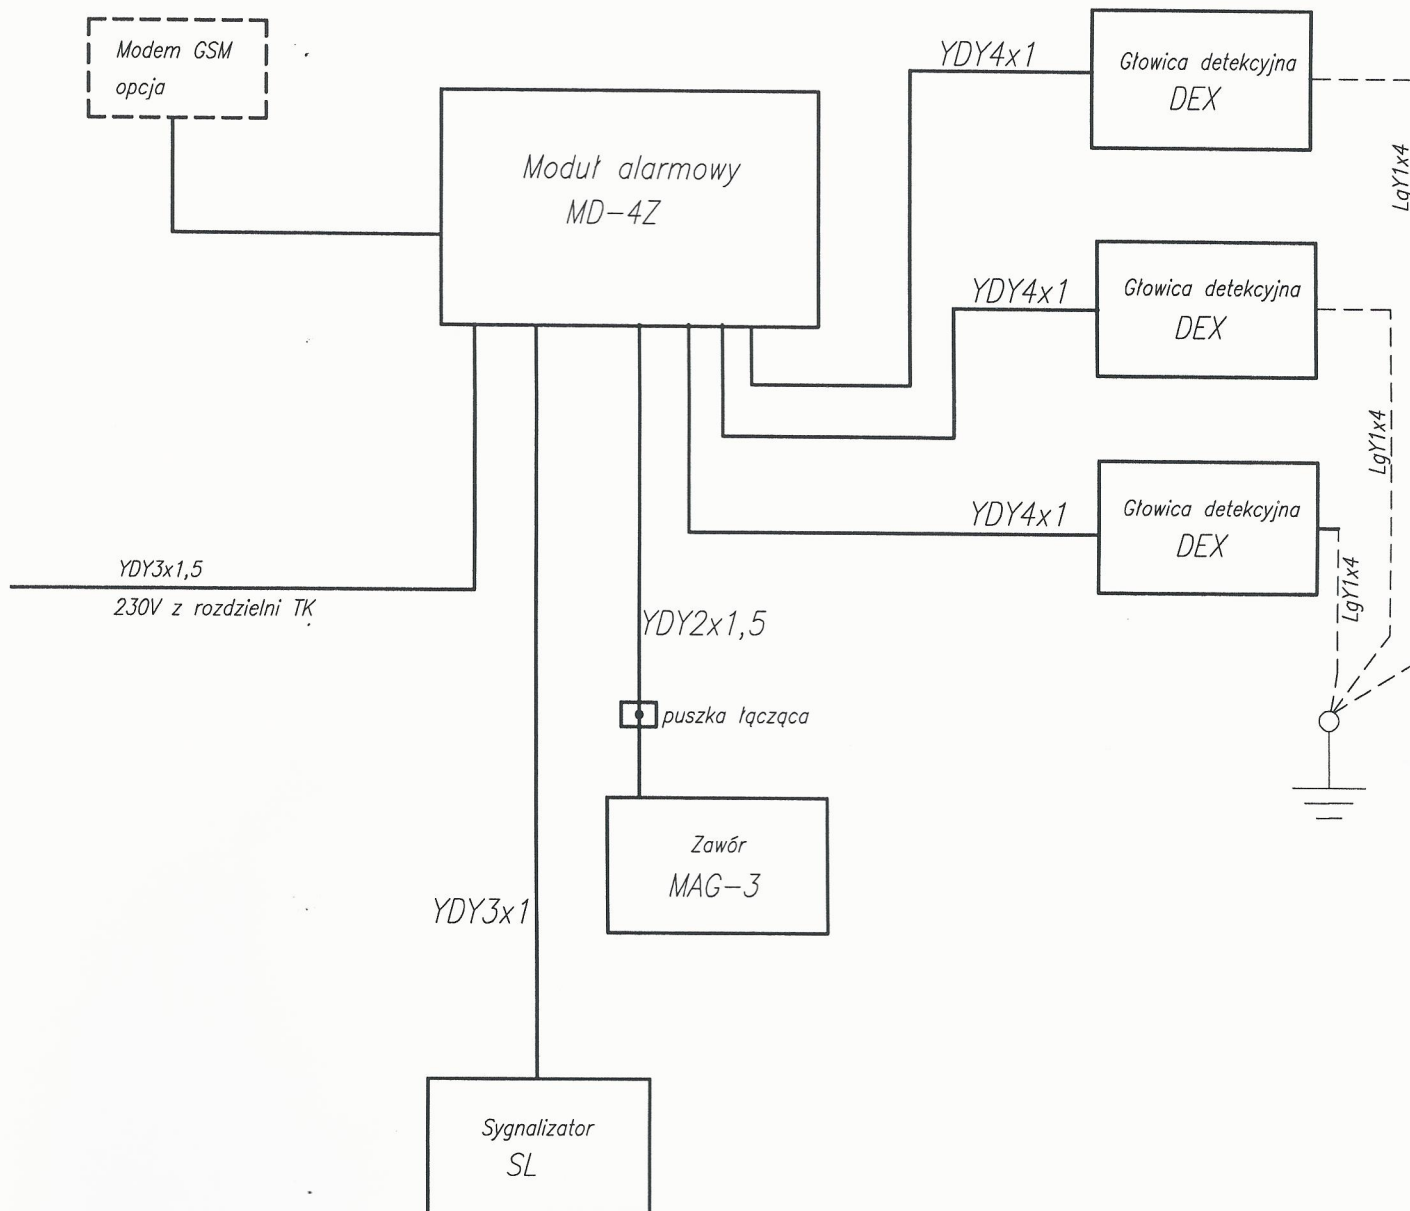 Modem GSM
opcja
Moduł alarmowy
MD-4Z
YDY4x1
Głowica detekcyjna
DEX
LgY1x4
YDY4x1
Głowica detekcyjna
DEX
LgY1x4
YDY4x1
Głowica detekcyjna
DEX
LgY1x4
YDY3x1,5
230V z rozdzielni TK
YDY2x1,5
puszka łącząca
Zawór
MAG-3
YDY3x1
Sygnalizator
SL